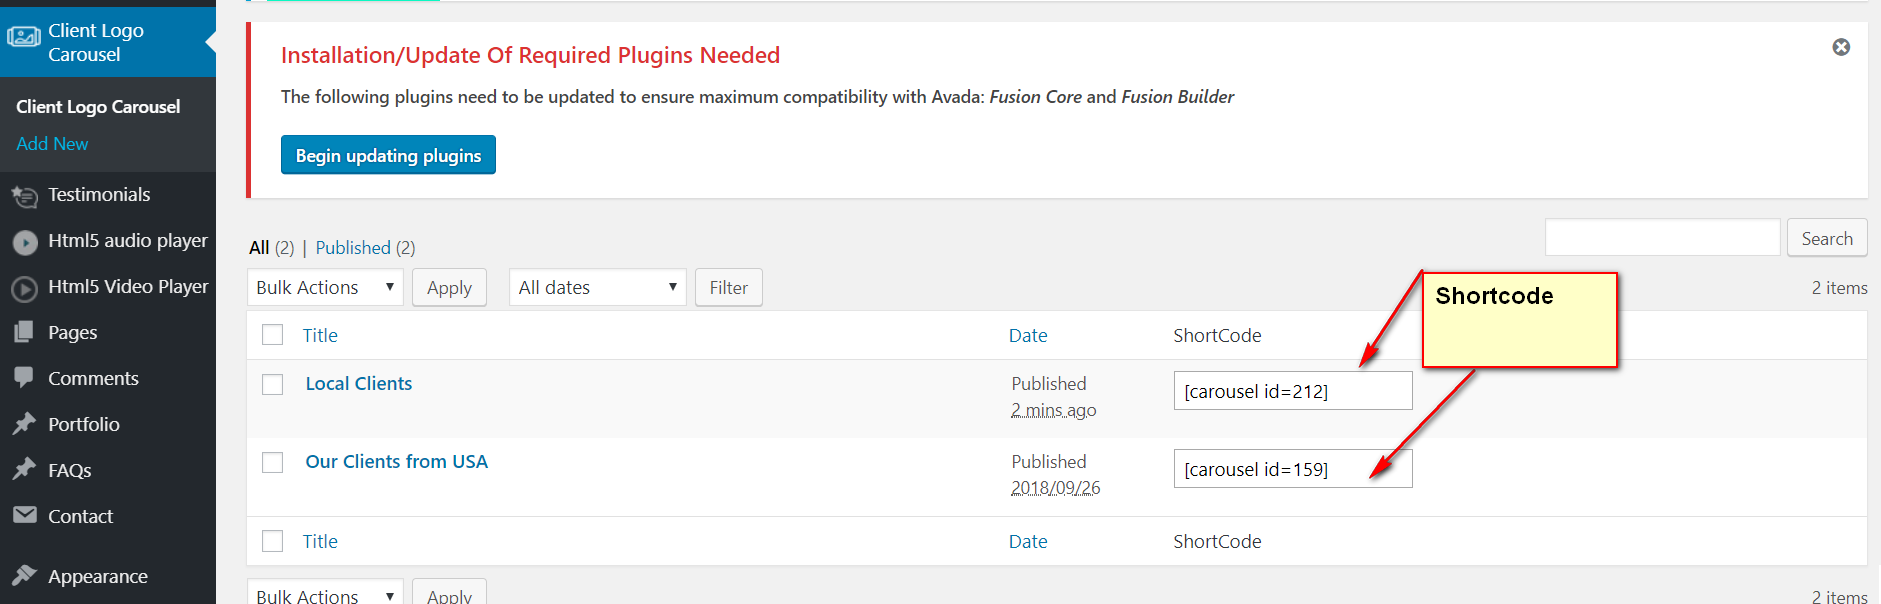 Client Logo
Carousel
Client Logo Carousel
Add New
Testimonials
Html5 audio player
Html5 Video Player
Pages
Comments
Portfolio
FAQs
Contact
Appearance
Installation/Update Of Required Plugins Needed
The following plugins need to be updated to ensure maximum compatibility with Avada: Fusion Core and Fusion Builder
Begin updating plugins
All (2) | Published (2)
Search
Bulk Actions Apply All dates Filter
2 items
Shortcode
Title Date ShortCode
Local Clients Published [carousel id=212]
2 mins ago
Our Clients from USA Published [carousel id=159]
2018/09/26
Title Date ShortCode
Bulk Actions Apply 2 items